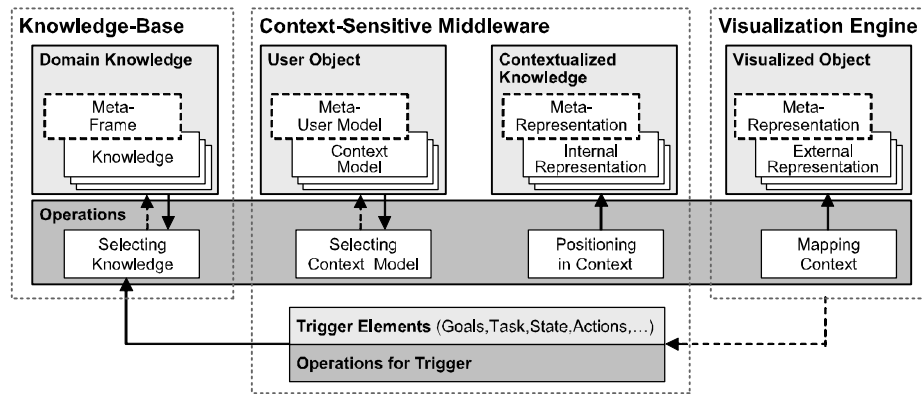 Knowledge-Base
Context-Sensitive Middleware
Visualization Engine
Domain Knowledge
Meta-
Frame
Knowledge
User Object
Meta-
User Model
Context
Model
Contextualized
Knowledge
Meta-
Representation
Internal
Representation
Visualized Object
Meta-
Representation
External
Representation
Operations
Selecting
Knowledge
Selecting
Context Model
Positioning
in Context
Mapping
Context
Trigger Elements (Goals,Task,State,Actions,...)
Operations for Trigger